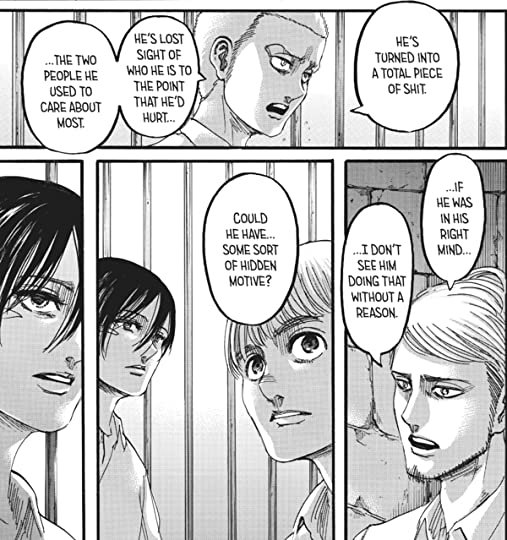 HE'S
TURNED INTO
A TOTAL PIECE
OF SHIT.
HE'S LOST
SIGHT OF
WHO HE IS TO
THE POINT
THAT HE'D
HURT...
...THE TWO
PEOPLE HE
USED TO
CARE ABOUT
MOST.
...IF
HE WAS
IN HIS
RIGHT
MIND...
...I DON'T
SEE HIM
DOING THAT
WITHOUT A
REASON.
COULD
HE HAVE...
SOME SORT
OF HIDDEN
MOTIVE?